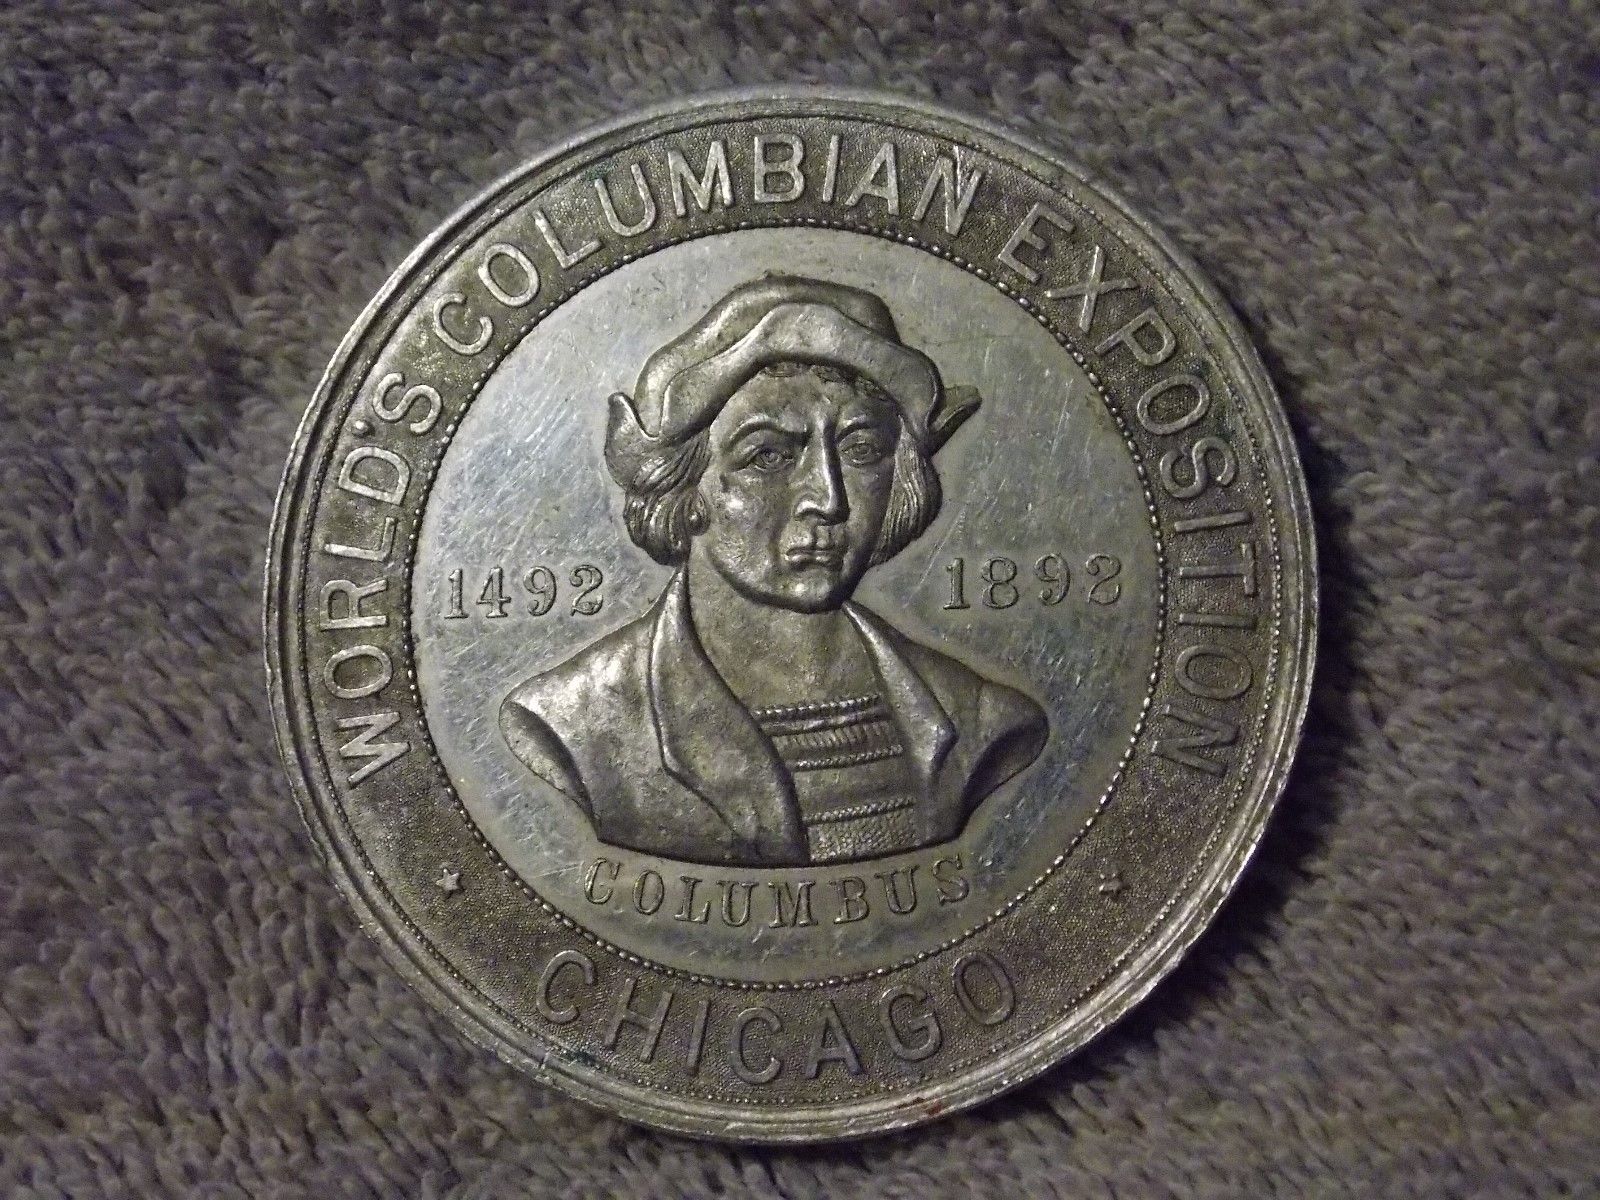 WORLD'S COLUMBIAN EXPOSITION
1492 1892
COLUMBUS
CHICAGO